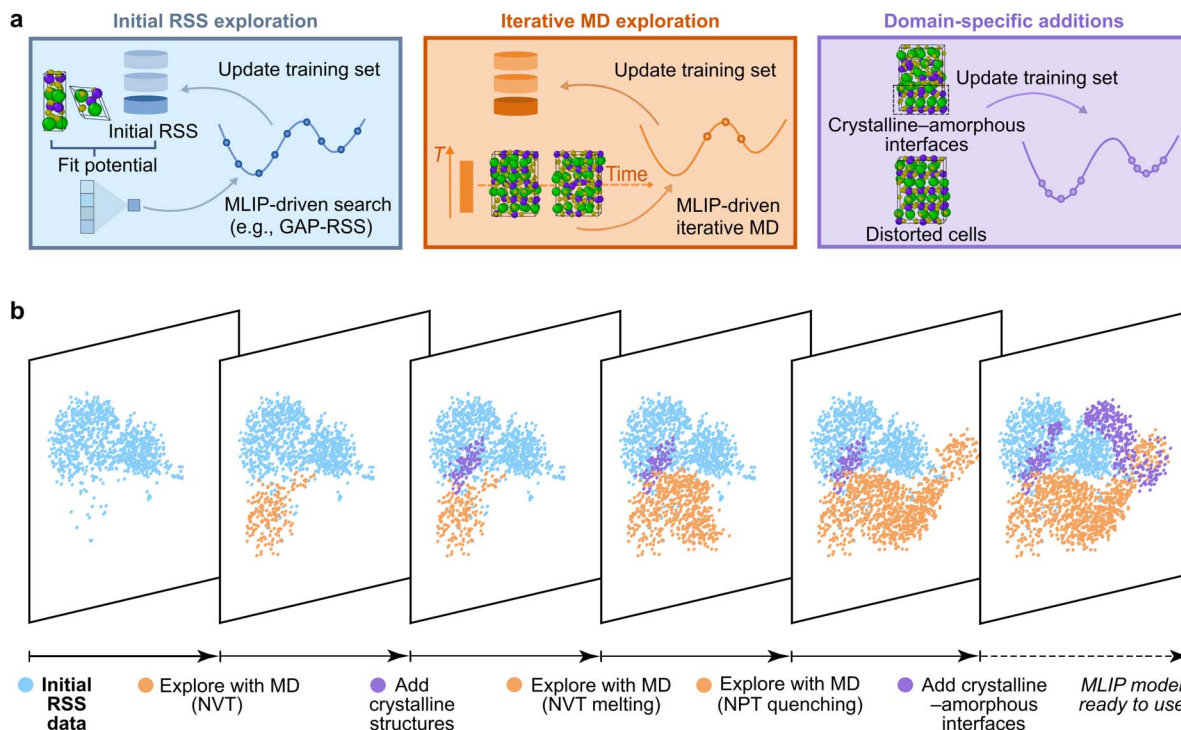 a
Initial RSS exploration
Update training set
Initial RSS
Fit potential
MLIP-driven search
(e.g., GAP-RSS)
Iterative MD exploration
Update training set
T
Time
MLIP-driven
iterative MD
Domain-specific additions
Update training set
Crystalline–amorphous
interfaces
Distorted cells
b
Initial
RSS
data
Explore with MD
(NVT)
Add
crystalline
structures
Explore with MD
(NVT melting)
Explore with MD
(NPT quenching)
Add crystalline
–amorphous
interfaces
MLIP model
ready to use